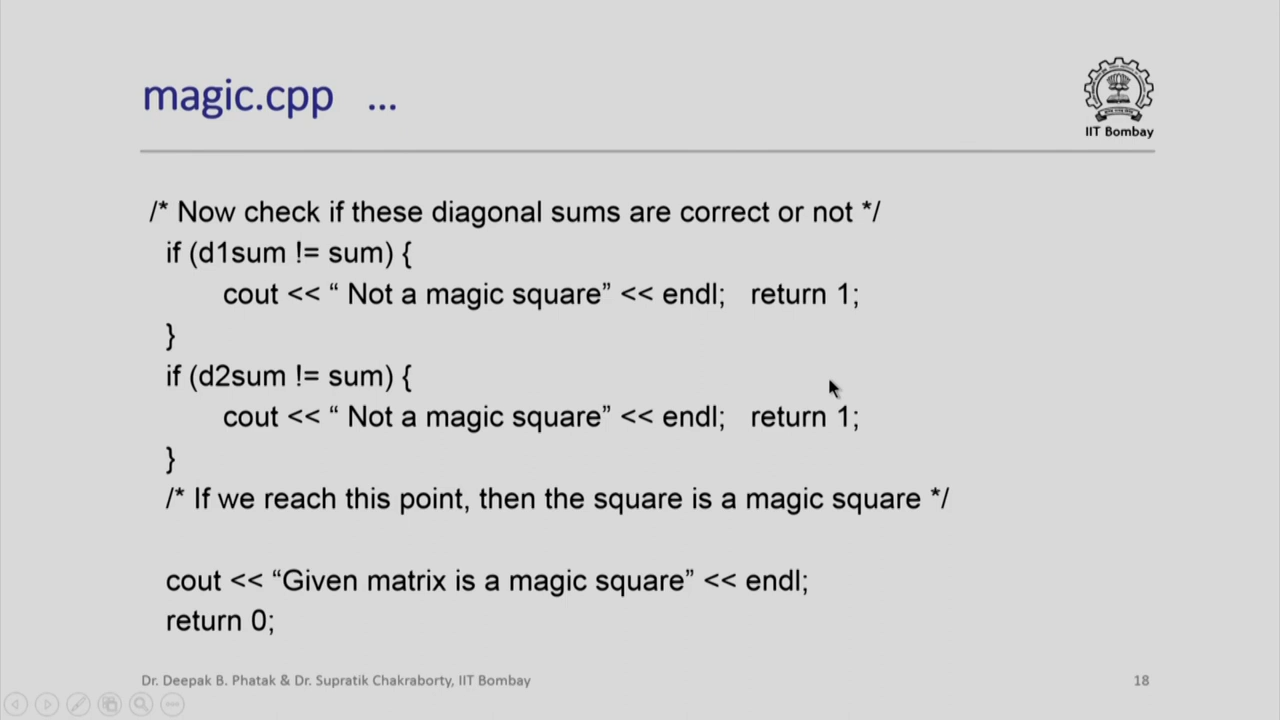 magic.cpp ...
IIT Bombay
/* Now check if these diagonal sums are correct or not */
if (d1sum != sum) {
cout << “ Not a magic square” << endl; return 1;
}
if (d2sum != sum) {
cout << “ Not a magic square” << endl; return 1;
}
/* If we reach this point, then the square is a magic square */
cout << “Given matrix is a magic square” << endl;
return 0;
Dr. Deepak B. Phatak & Dr. Supratik Chakraborty, IIT Bombay 18